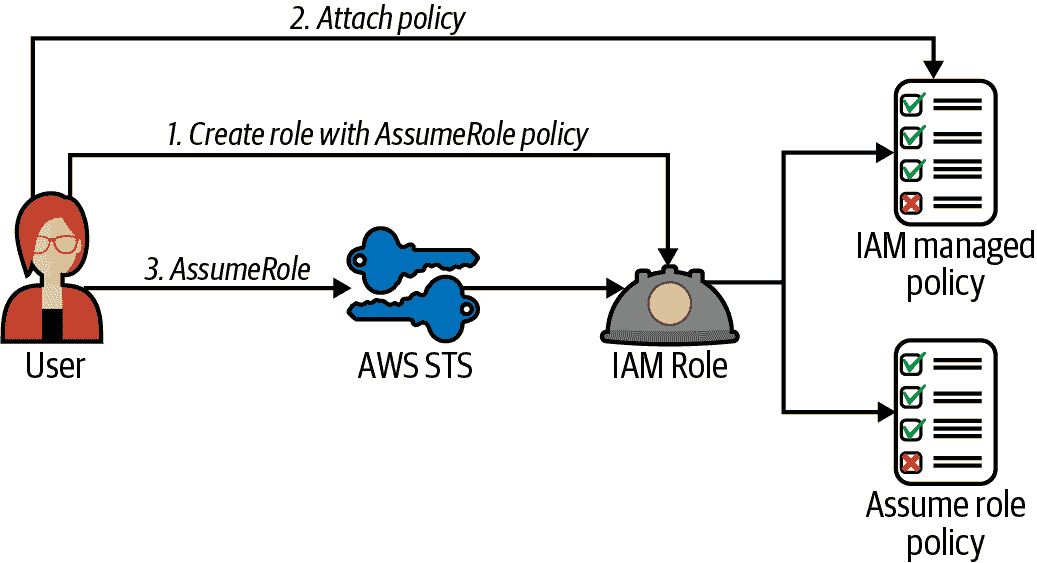 2. Attach policy
1. Create role with AssumeRole policy
3. AssumeRole
User
AWS STS
IAM Role
IAM managed
policy
Assume role
policy